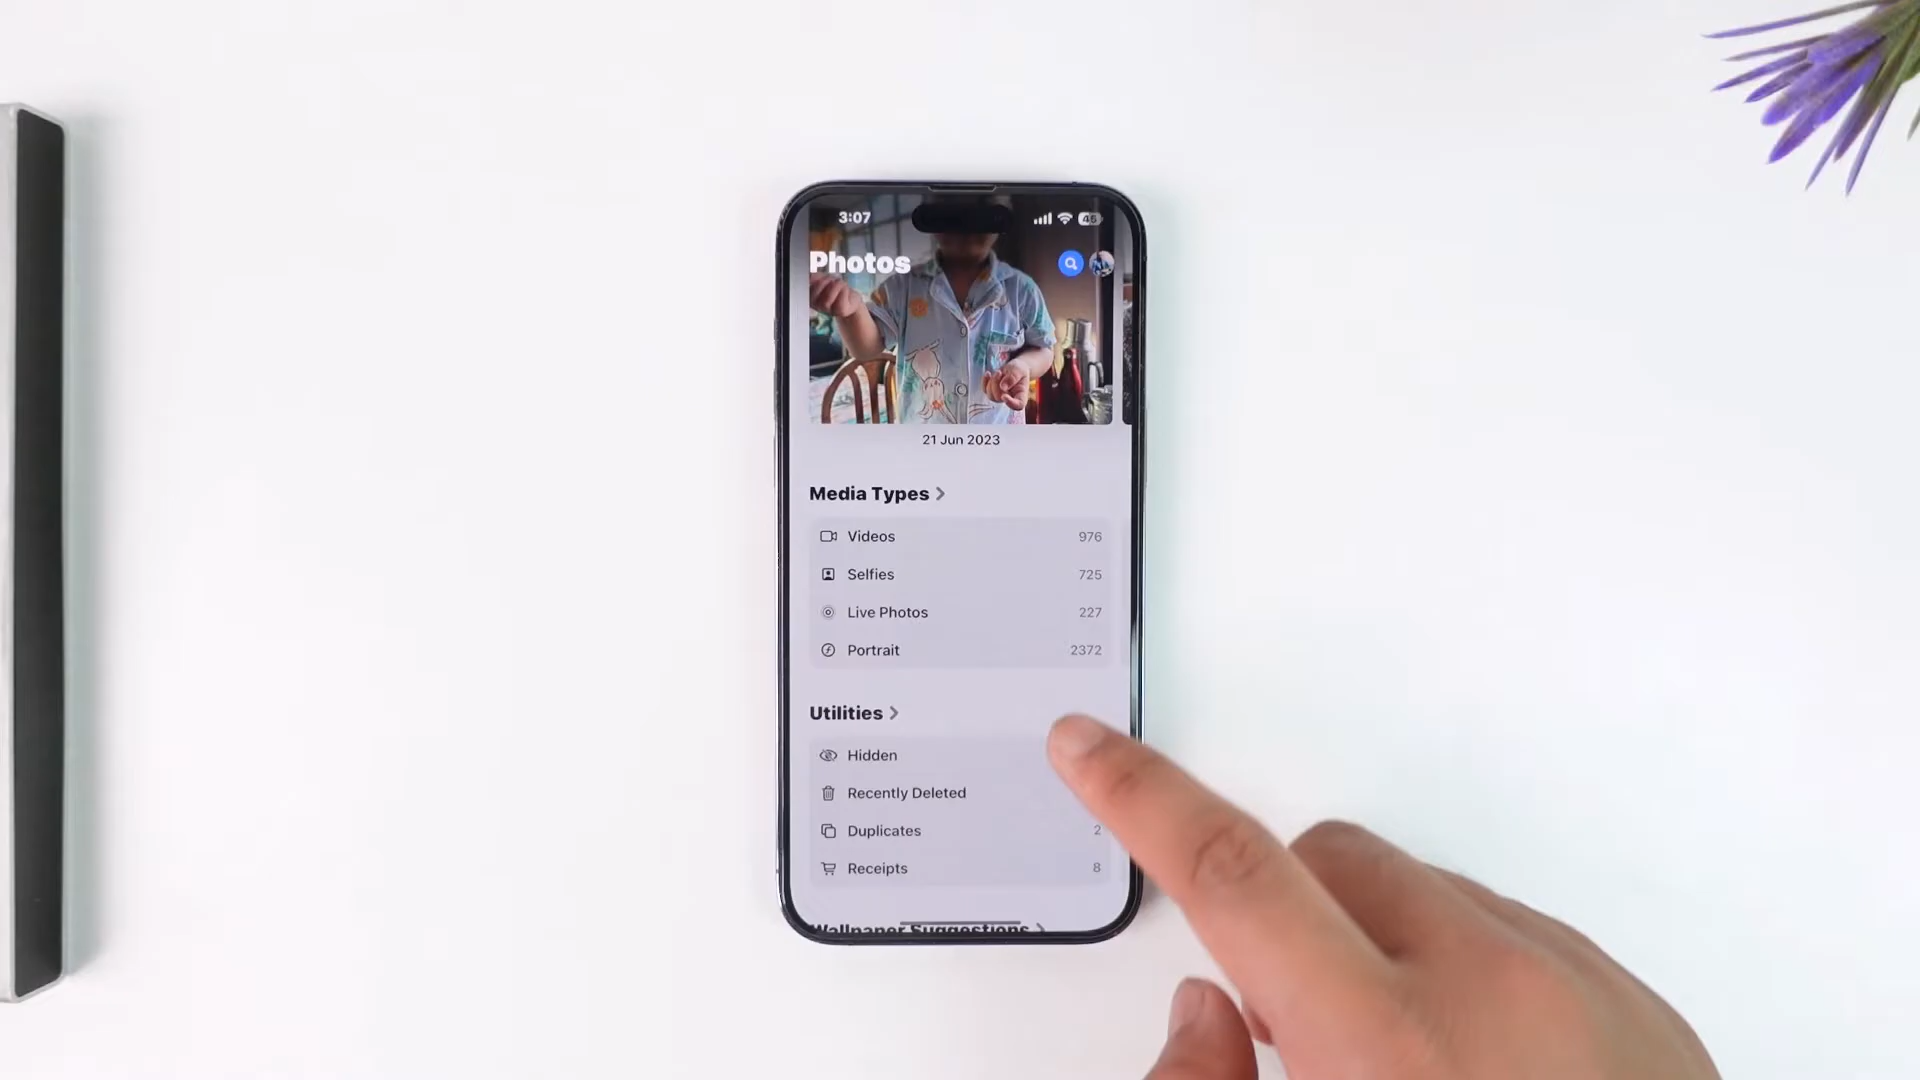 3:07
46
Photos
21 Jun 2023
Media Types
Videos 976
Selfies 725
Live Photos 227
Portrait 2372
Utilities
Hidden
Recently Deleted
Duplicates 2
Receipts 8
Wallpaper Suggestions